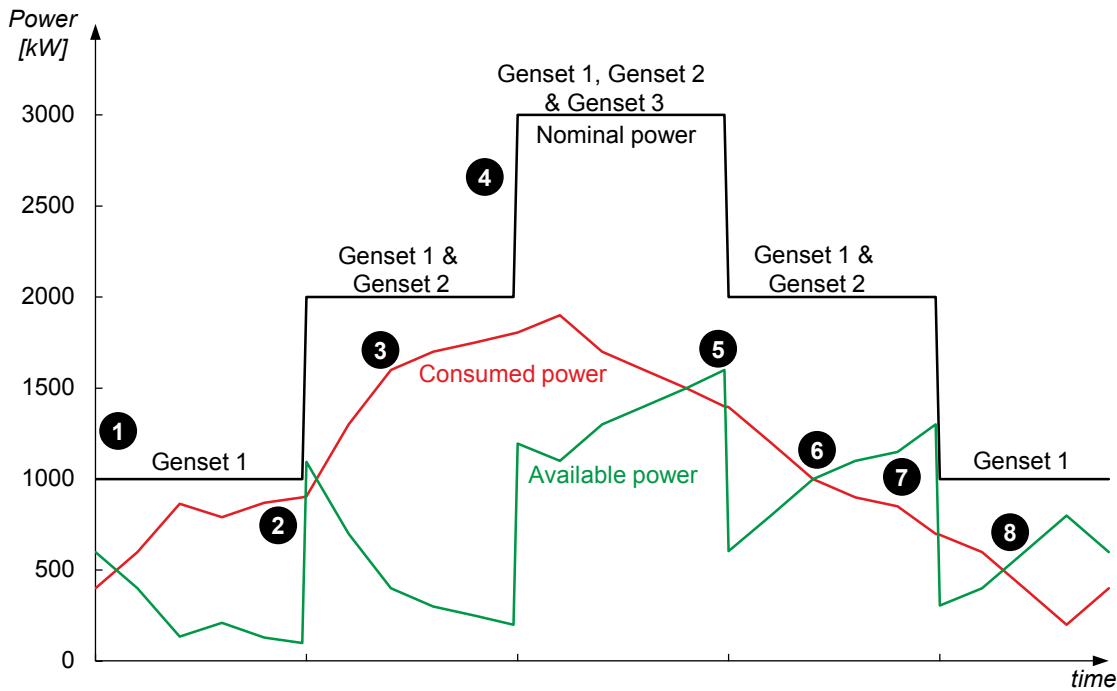 Power
[kW]
Genset 1, Genset 2
& Genset 3
3000
Nominal power
4
2500
Genset 1 &
Genset 2
Genset 1 &
Genset 2
2000
3
5
1500
Consumed power
1
6
Genset 1
Available power
7
Genset 1
1000
2
8
500
0
time